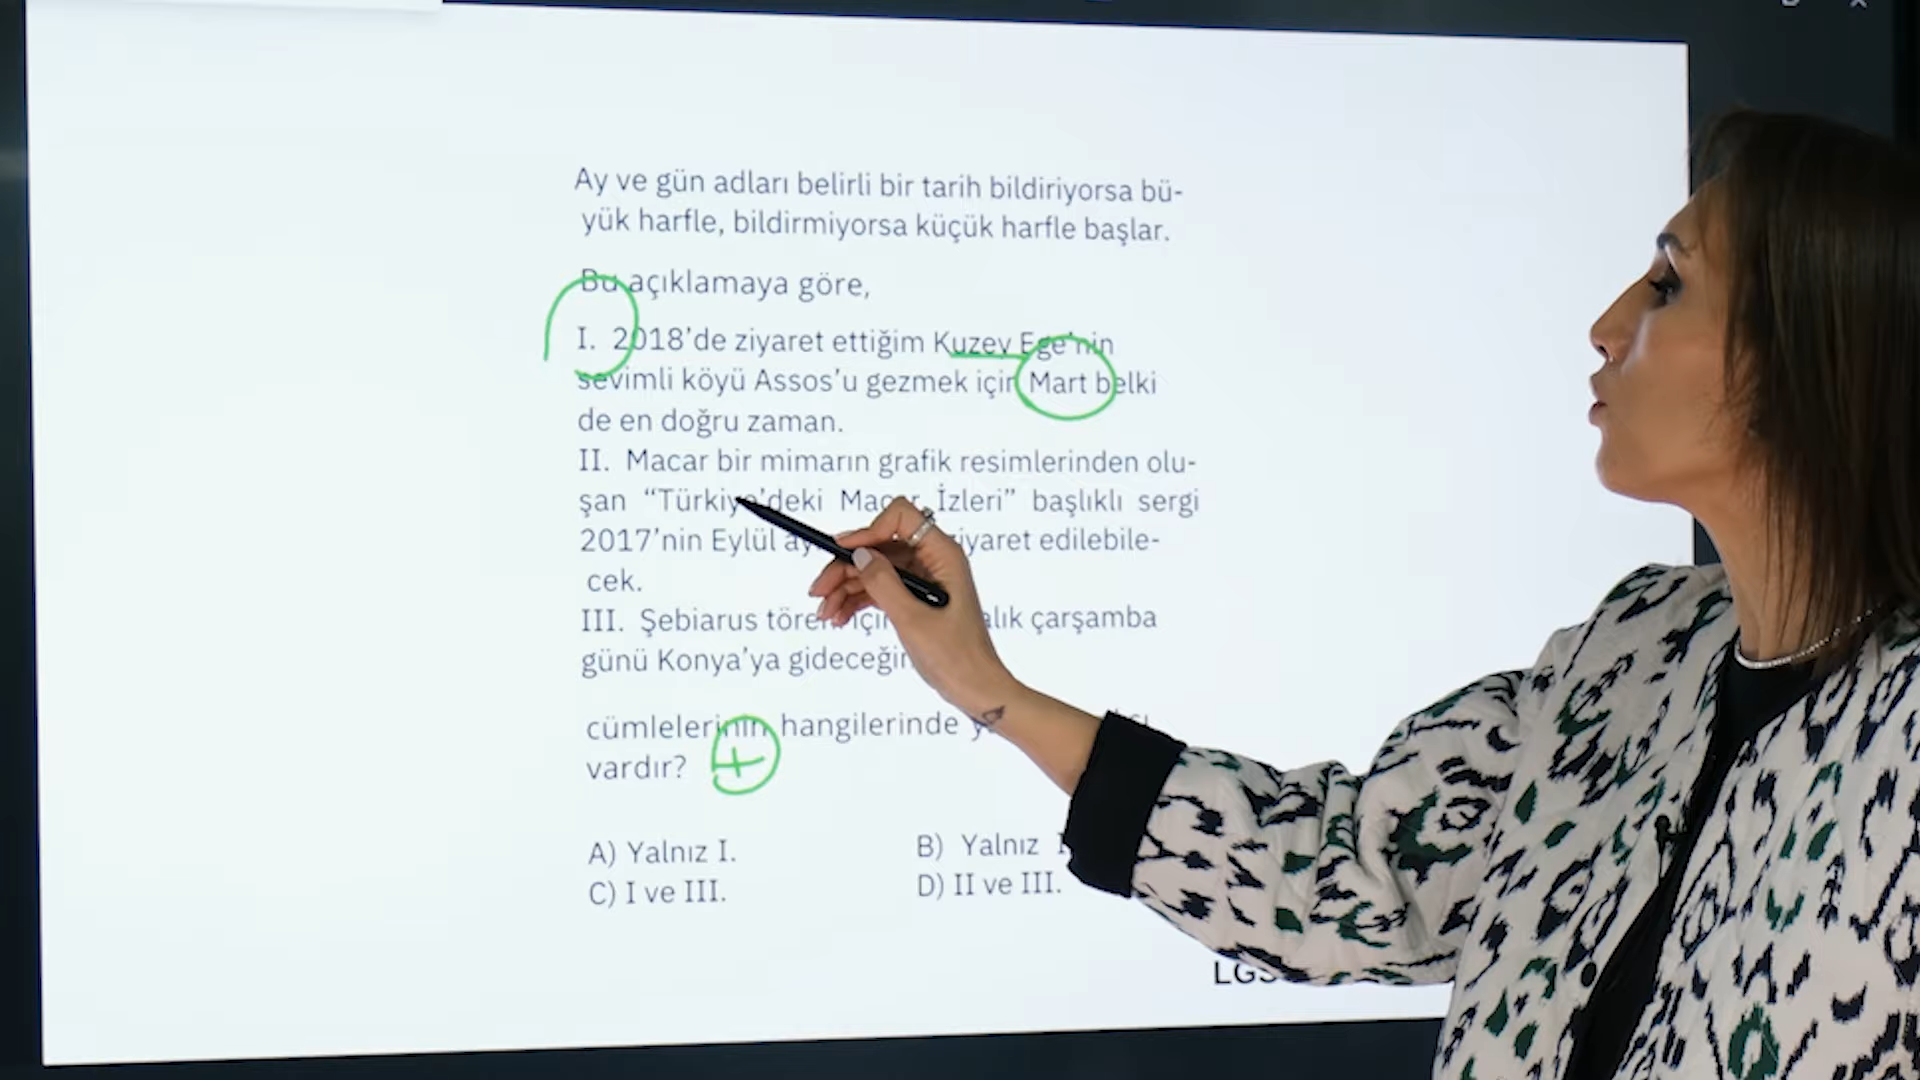 Ay ve gün adları belirli bir tarih bildiriyorsa bü-
yük harfle, bildirmiyorsa küçük harfle başlar.
Bu açıklamaya göre,
I. 2018’de ziyaret ettiğim Kuzey Ege’nin
sevimli köyü Assos’u gezmek için Mart belki
de en doğru zaman.
II. Macar bir mimarın grafik resimlerinden olu-
şan “Türkiye’deki Macar İzleri” başlıklı sergi
2017’nin Eylül edilebile-
cek.
III. Şebiarus çarşamba
günü Konya’ya
cümlelerinin hangilerinde
vardır?
A) Yalnız I.
B) Yalnız
C) I ve III.
D) II ve III.